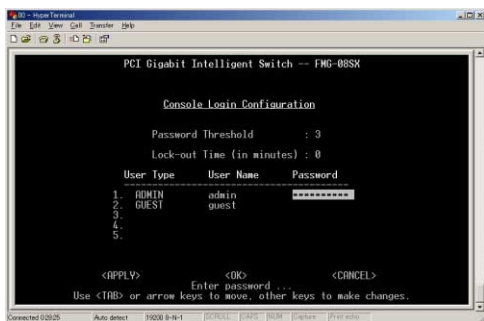 00 - HyperTerminal
File Edit View Call Transfer Help
PCI Gigabit Intelligent Switch -- FMG-08SX
Console Login Configuration
Password Threshold : 3
Lock-out Time (in minutes) : 0
User Type User Name Password
1. ADMIN admin **********
2. GUEST guest
3.
4.
5.
<APPLY> <OK> <CANCEL>
Enter password ...
Use <TAB> or arrow keys to move, other keys to make changes.
Connected 0:28:25 Auto detect 19200 8-N-1 SCROLL CAPS NUM Capture Print echo